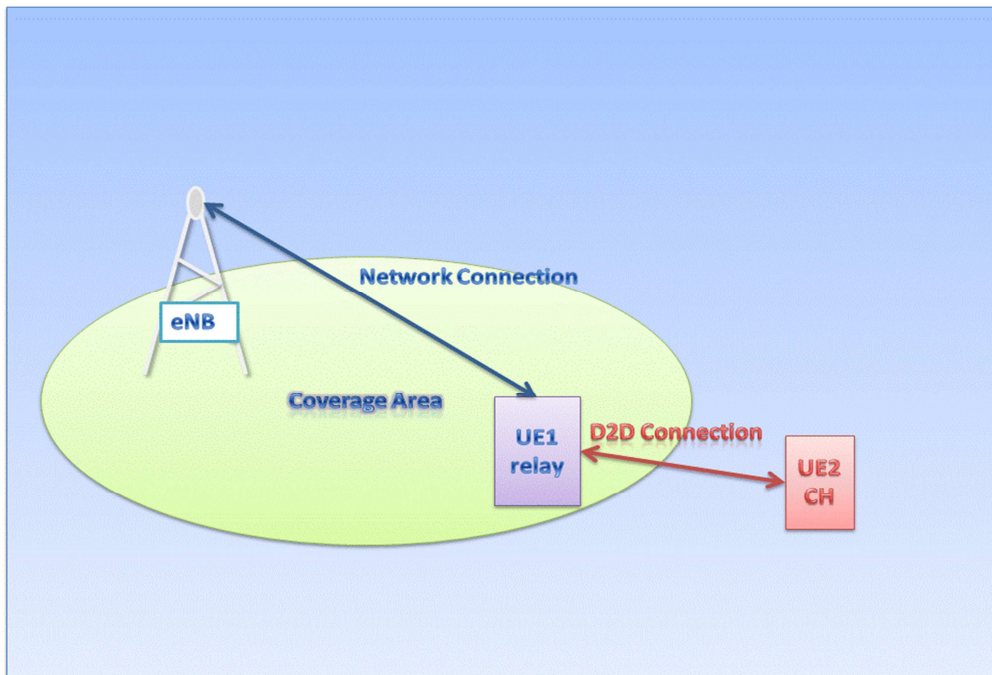 Network Connection
eNB
Coverage Area
UE1
relay
D2D Connection
UE2
CH